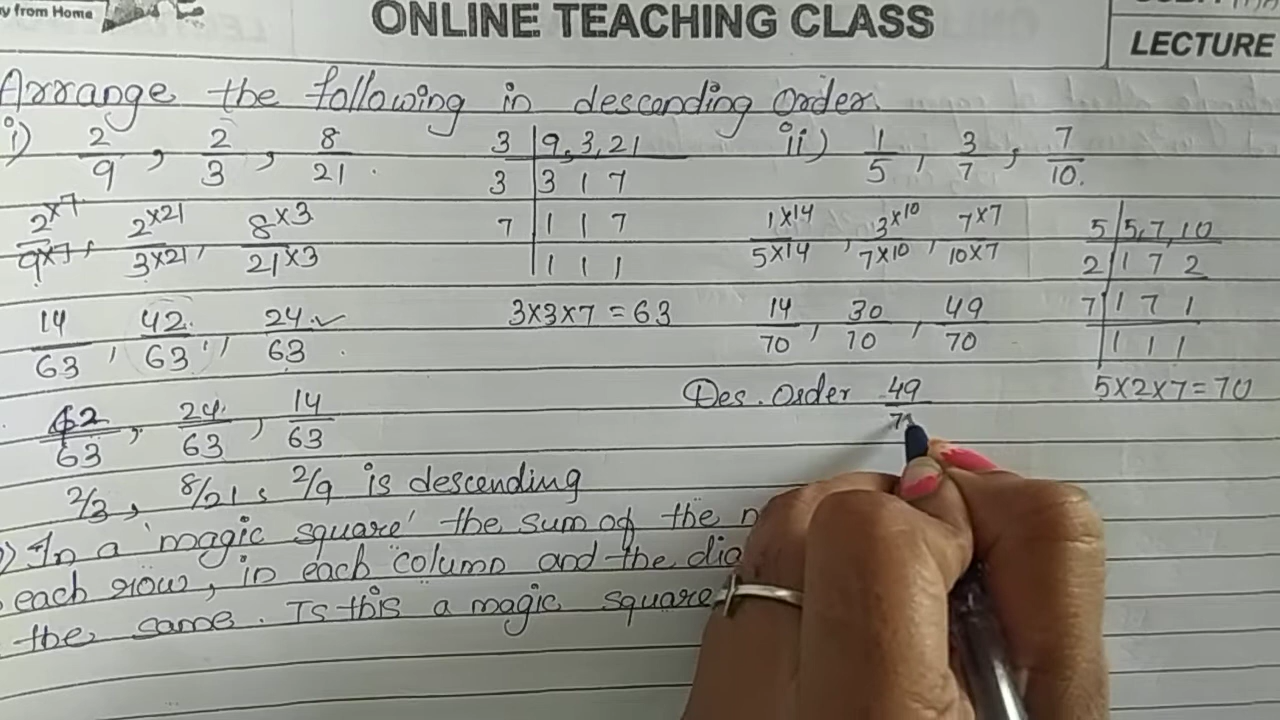 y from Home
ONLINE TEACHING CLASS
LECTURE
Arrange the following in descending order.
i) 2/9, 2/3, 8/21.
3 | 9, 3, 21
3 | 3 1 7
7 | 1 1 7
| 1 1 1
3×3×7 = 63
2×7/9×7, 2×21/3×21, 8×3/21×3
14/63, 42/63, 24/63.
42/63, 24/63, 14/63
2/3, 8/21, 2/9 is descending
ii) 1/5, 3/7, 7/10.
1×14/5×14, 3×10/7×10, 7×7/10×7
14/70, 30/70, 49/70
5 | 5, 7, 10
2 | 1 7 2
7 | 1 7 1
| 1 1 1
5×2×7=70
Des. order 49/70
) In a 'magic square' the sum of the
each row, in each column and the
the same. Is this a magic square